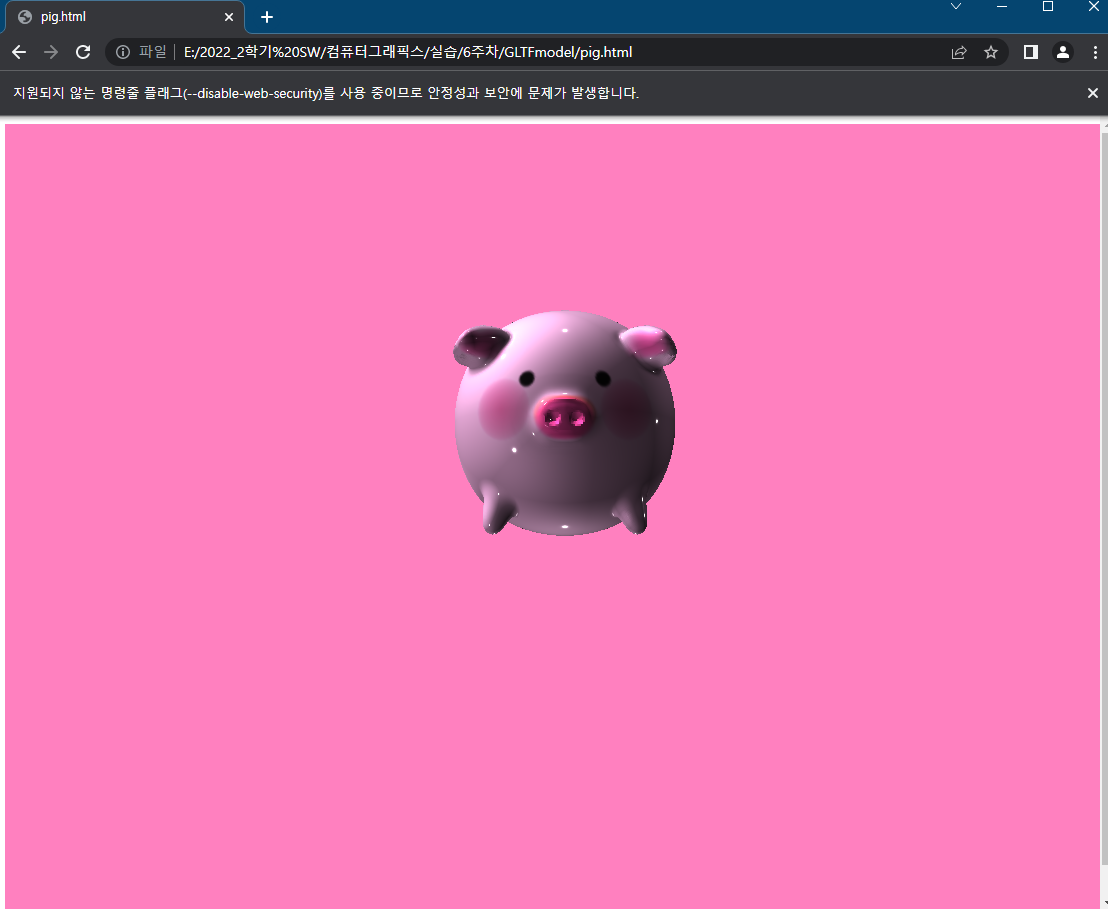 pig.html
파일 E:/2022_2학기%20SW/컴퓨터그래픽스/실습/6주차/GLTFmodel/pig.html
지원되지 않는 명령줄 플래그(--disable-web-security)를 사용 중이므로 안정성과 보안에 문제가 발생합니다.